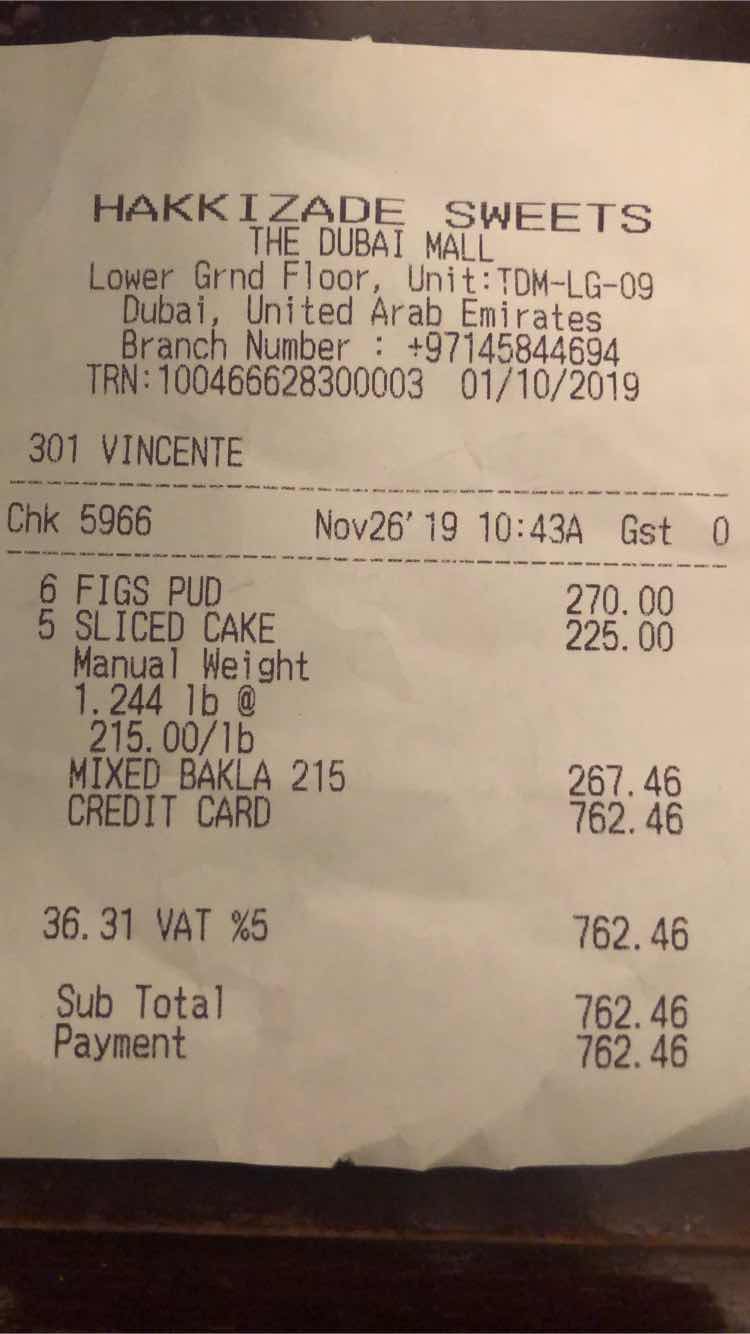 HAKKIZADE SWEETS
THE DUBAI MALL
Lower Grnd Floor, Unit:TDM-LG-09
Dubai, United Arab Emirates
Branch Number : +97145844694
TRN:100466628300003 01/10/2019
301 VINCENTE
Chk 5966 Nov26'19 10:43A Gst 0
6 FIGS PUD 270.00
5 SLICED CAKE 225.00
Manual Weight
1.244 lb @
215.00/lb
MIXED BAKLA 215 267.46
CREDIT CARD 762.46
36.31 VAT %5 762.46
Sub Total 762.46
Payment 762.46